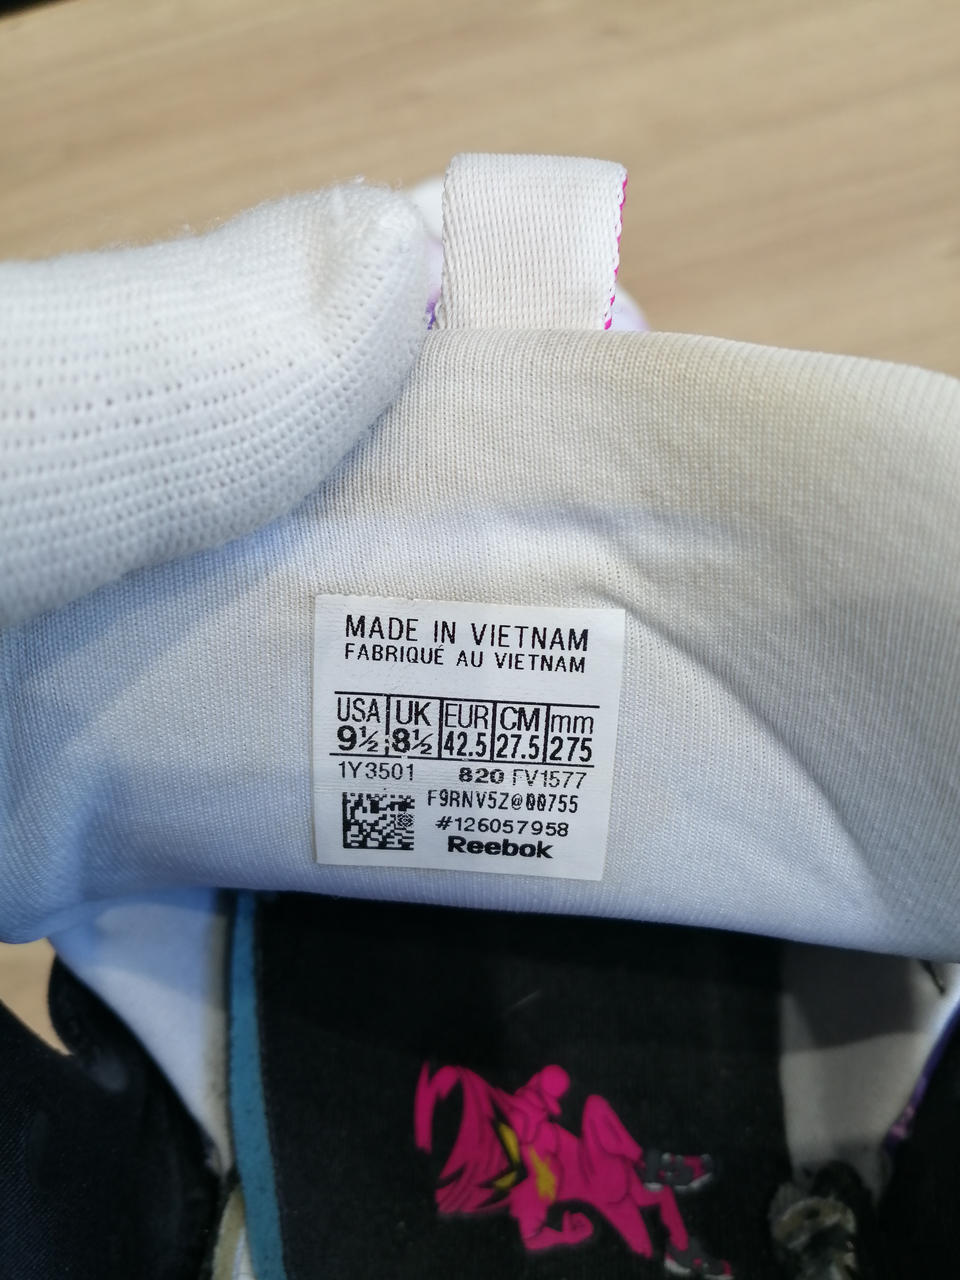 MADE IN VIETNAM
FABRIQUÉ AU VIETNAM
USA UK EUR CM mm
9½ 8½ 42.5 27.5 275
1Y3501 820 FV1577
F9RNV5Z@00755
#126057958
Reebok